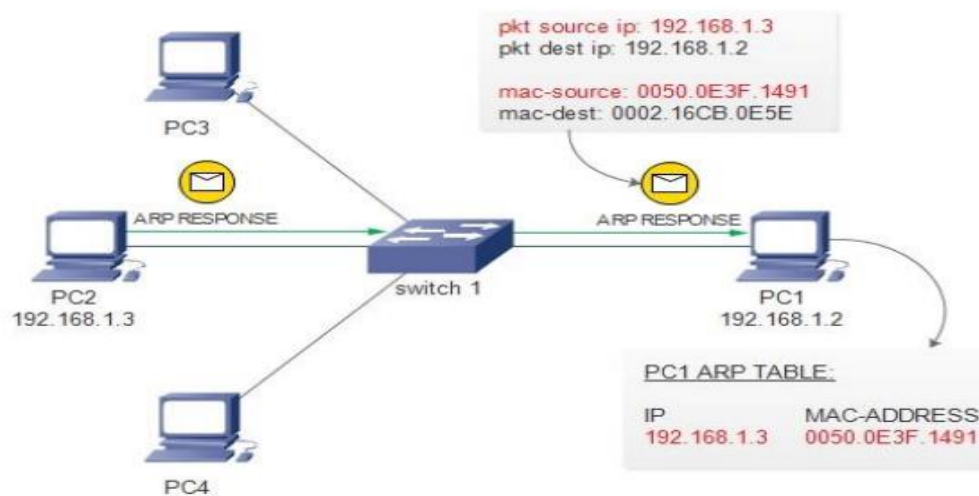 pkt source ip: 192.168.1.3
pkt dest ip: 192.168.1.2
mac-source: 0050.0E3F.1491
mac-dest: 0002.16CB.0E5E
PC3
ARP RESPONSE
ARP RESPONSE
PC2
192.168.1.3
switch 1
PC1
192.168.1.2
PC1 ARP TABLE:
IP MAC-ADDRESS
192.168.1.3 0050.0E3F.1491
PC4